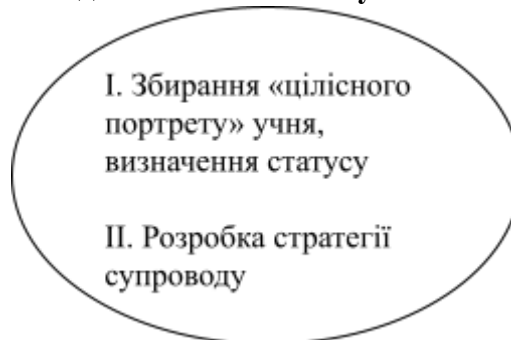 І. Збирання «цілісного
портрету» учня,
визначення статусу
ІІ. Розробка стратегії
супроводу